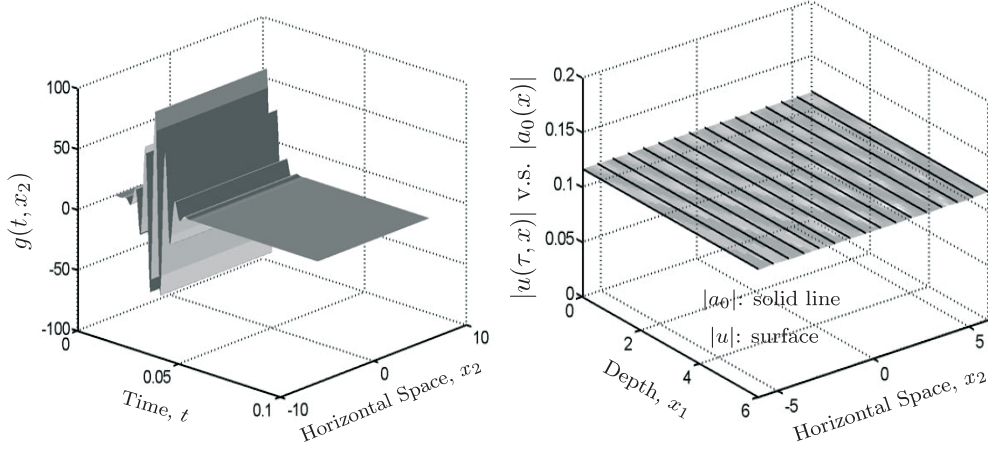 100
50
0
-50
-100
g(t, x₂)
0
0.05
0.1
Time, t
-10
0
10
Horizontal Space, x₂
0.2
0.15
0.1
0.05
0
|u(τ, x)| v.s. |a₀(x)|
|a₀|: solid line
|u|: surface
0
2
4
6
Depth, x₁
-5
0
5
Horizontal Space, x₂